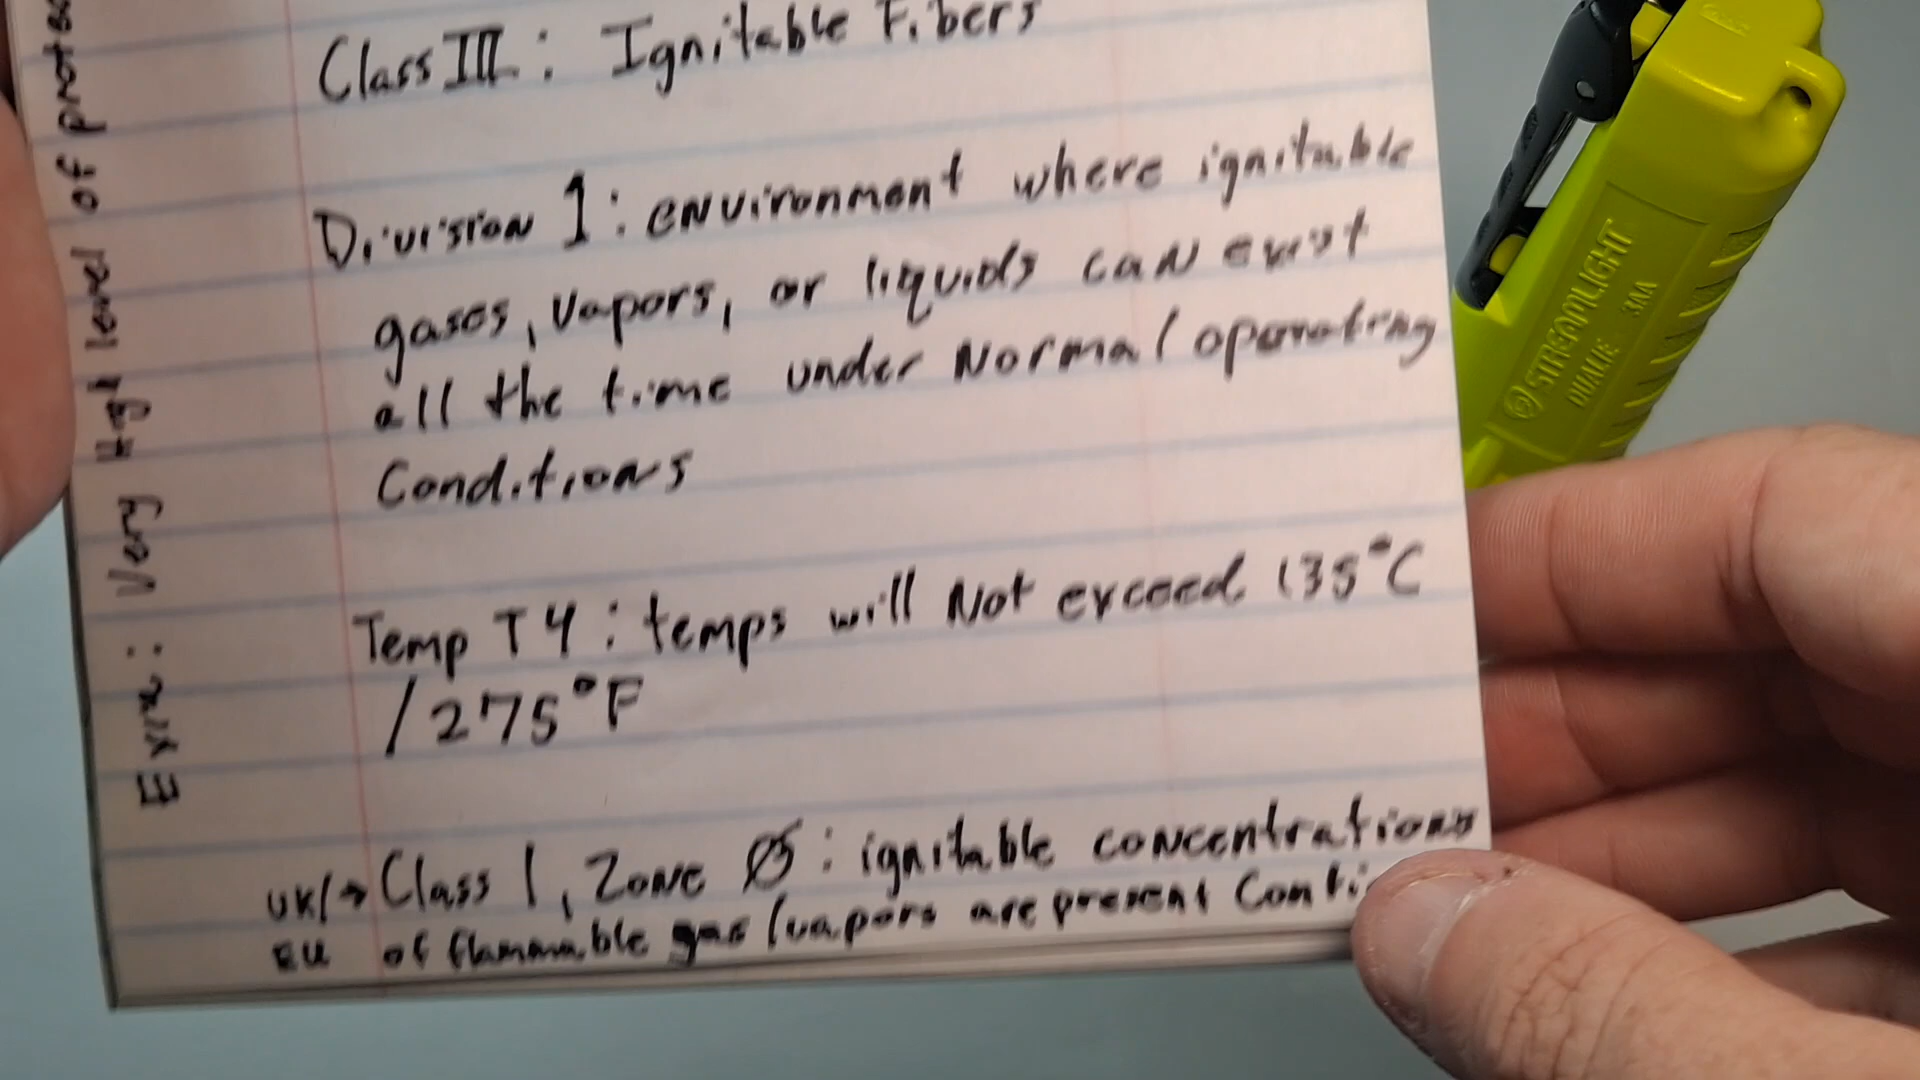 Class III: Ignitable Fibers
Division 1: environment where ignitable
gases, vapors, or liquids can exist
all the time under Normal operating
Conditions
Temp T4: temps will Not exceed 135°C
/275°F
UK/→ Class 1, Zone Ø: ignitable concentrations
EU of flammable gas/vapors are present Conti
Exia: Very High level of protec
STREAMLIGHT
DUALIE 3AA